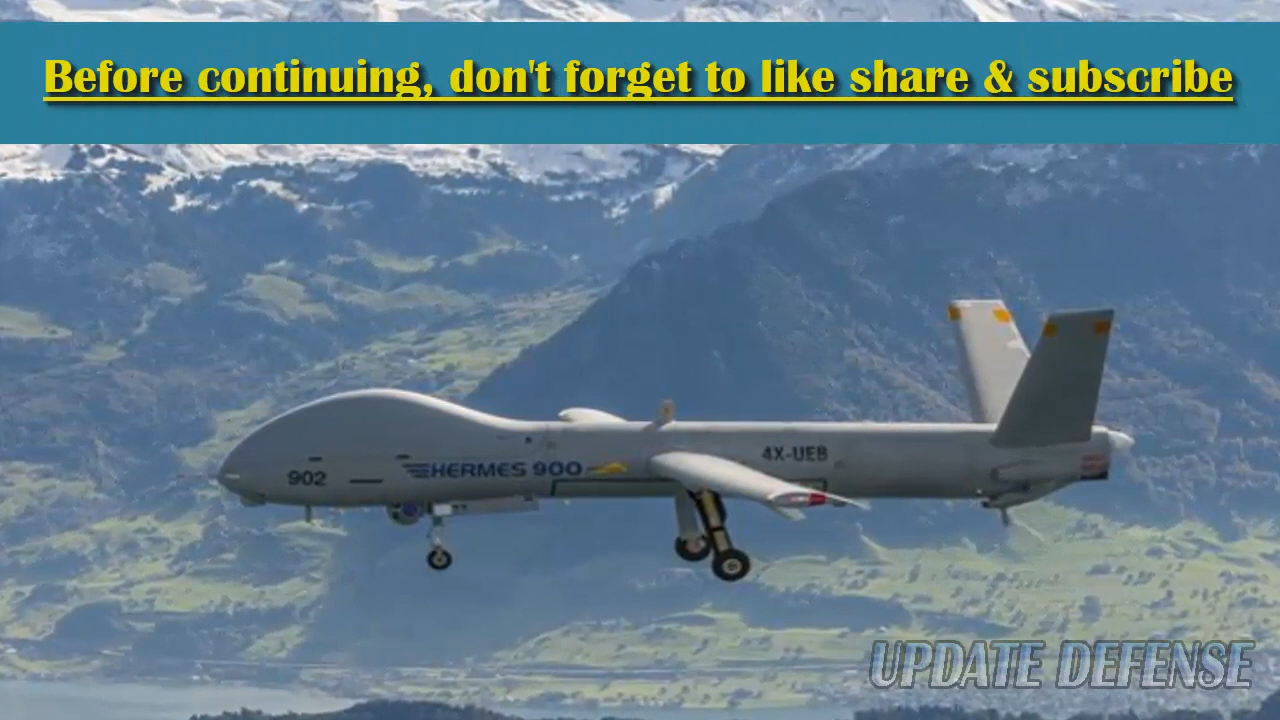 Before continuing, don't forget to like share & subscribe
902
HERMES 900
4X-UEB
UPDATE DEFENSE